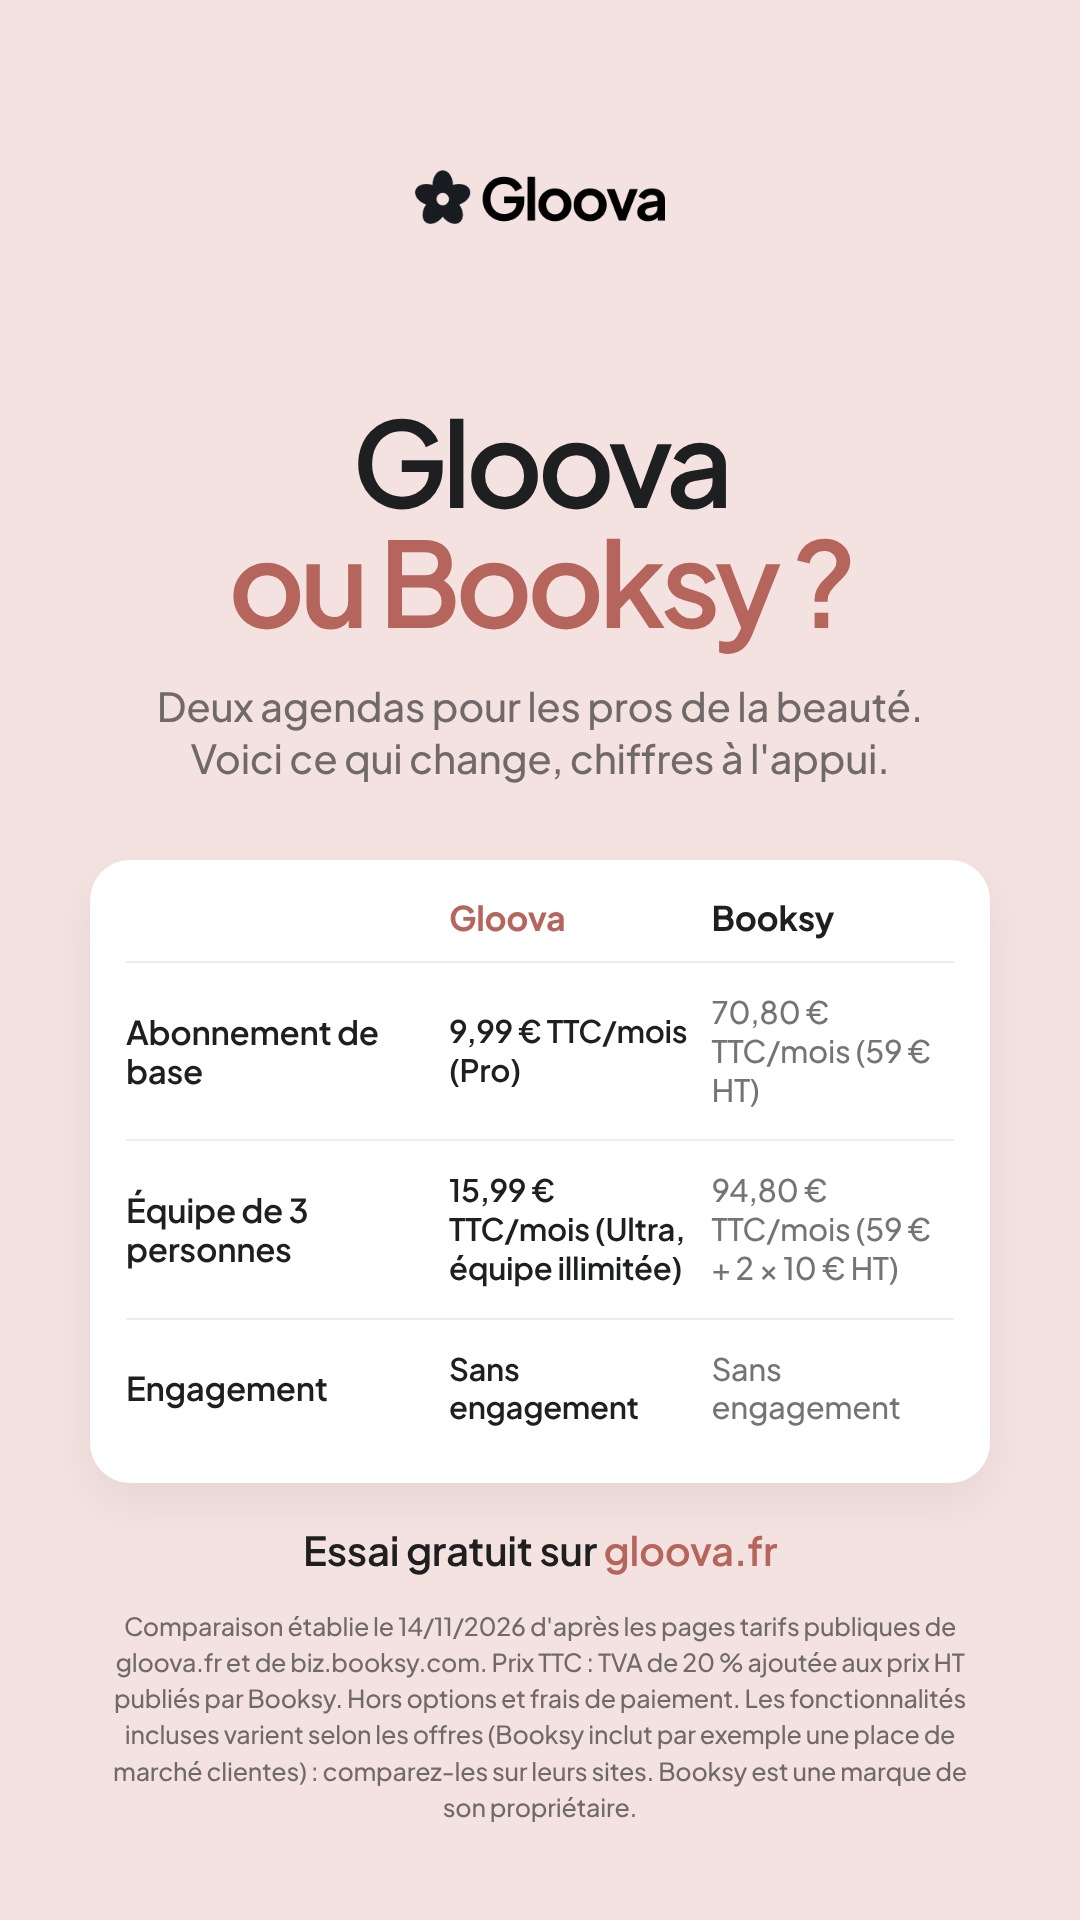 Gloova
Gloova
ou Booksy ?
Deux agendas pour les pros de la beauté.
Voici ce qui change, chiffres à l'appui.
Gloova
Booksy
Abonnement de
base
9,99 € TTC/mois
(Pro)
70,80 €
TTC/mois (59 €
HT)
Équipe de 3
personnes
15,99 €
TTC/mois (Ultra,
équipe illimitée)
94,80 €
TTC/mois (59 €
+ 2 × 10 € HT)
Engagement
Sans
engagement
Sans
engagement
Essai gratuit sur gloova.fr
Comparaison établie le 14/11/2026 d'après les pages tarifs publiques de
gloova.fr et de biz.booksy.com. Prix TTC : TVA de 20 % ajoutée aux prix HT
publiés par Booksy. Hors options et frais de paiement. Les fonctionnalités
incluses varient selon les offres (Booksy inclut par exemple une place de
marché clientes) : comparez-les sur leurs sites. Booksy est une marque de
son propriétaire.